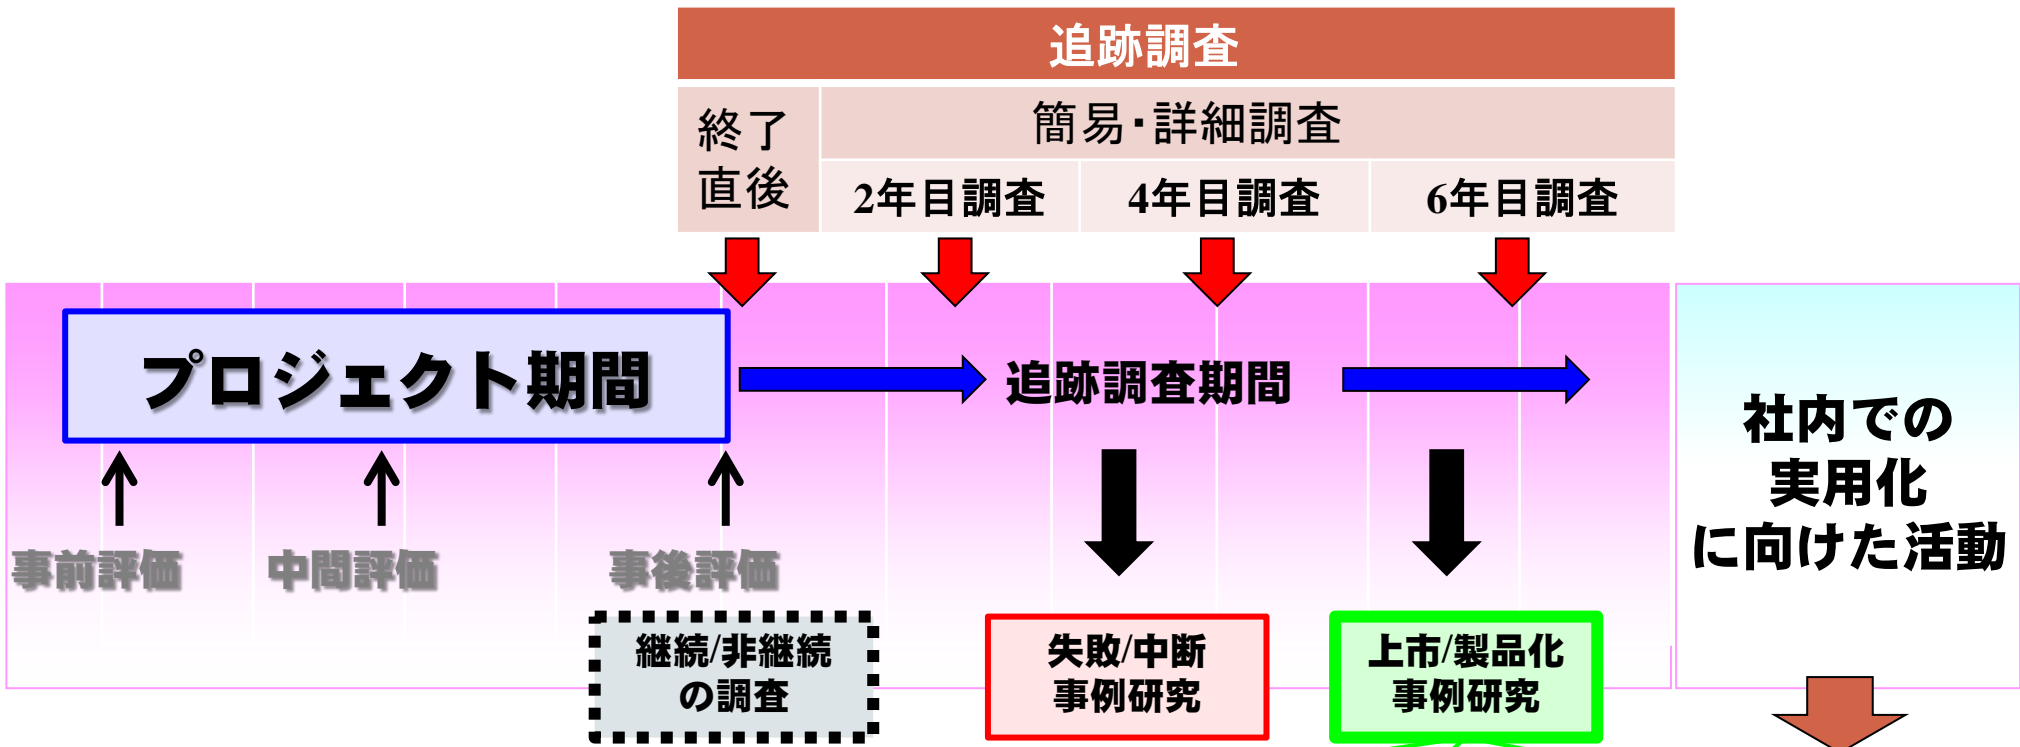 追跡調査
終了
直後
簡易・詳細調査
2年目調査
4年目調査
6年目調査
プロジェクト期間
追跡調査期間
社内での
実用化
に向けた活動
事前評価
中間評価
事後評価
継続/非継続
の調査
失敗/中断
事例研究
上市/製品化
事例研究